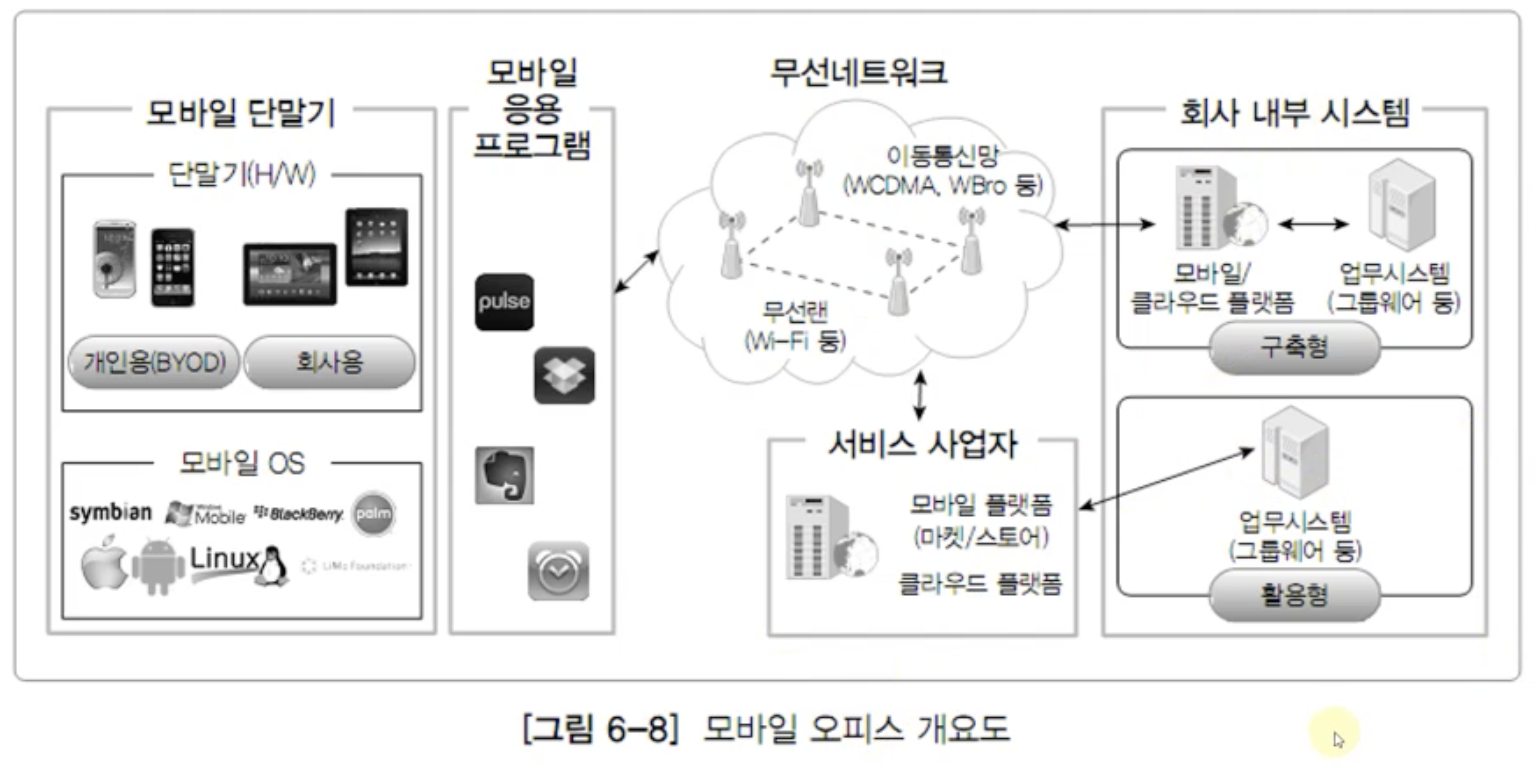 모바일 단말기
단말기(H/W)
개인용(BYOD)
회사용
모바일 OS
symbian
Windows Mobile
BlackBerry
palm
Linux
LiMo Foundation
모바일
응용
프로그램
pulse
무선네트워크
이동통신망
(WCDMA, WBro 등)
무선랜
(Wi-Fi 등)
서비스 사업자
모바일 플랫폼
(마켓/스토어)
클라우드 플랫폼
회사 내부 시스템
모바일/
클라우드 플랫폼
업무시스템
(그룹웨어 등)
구축형
업무시스템
(그룹웨어 등)
활용형
[그림 6-8] 모바일 오피스 개요도